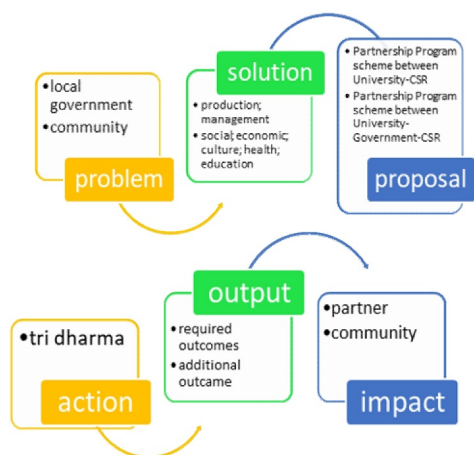 • local
government
• community
problem
solution
• production;
management
• social; economic;
culture; health;
education
• Partnership Program
scheme between
University-CSR
• Partnership Program
scheme between
University-
Government-CSR
proposal
• tri dharma
action
output
• required
outcomes
• additional
outcome
• partner
• community
impact